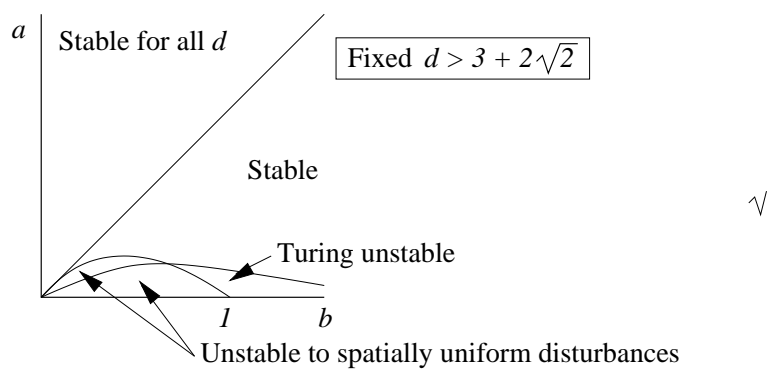 a
Stable for all d
Fixed d > 3 + 2√2
Stable
√
Turing unstable
1
b
Unstable to spatially uniform disturbances